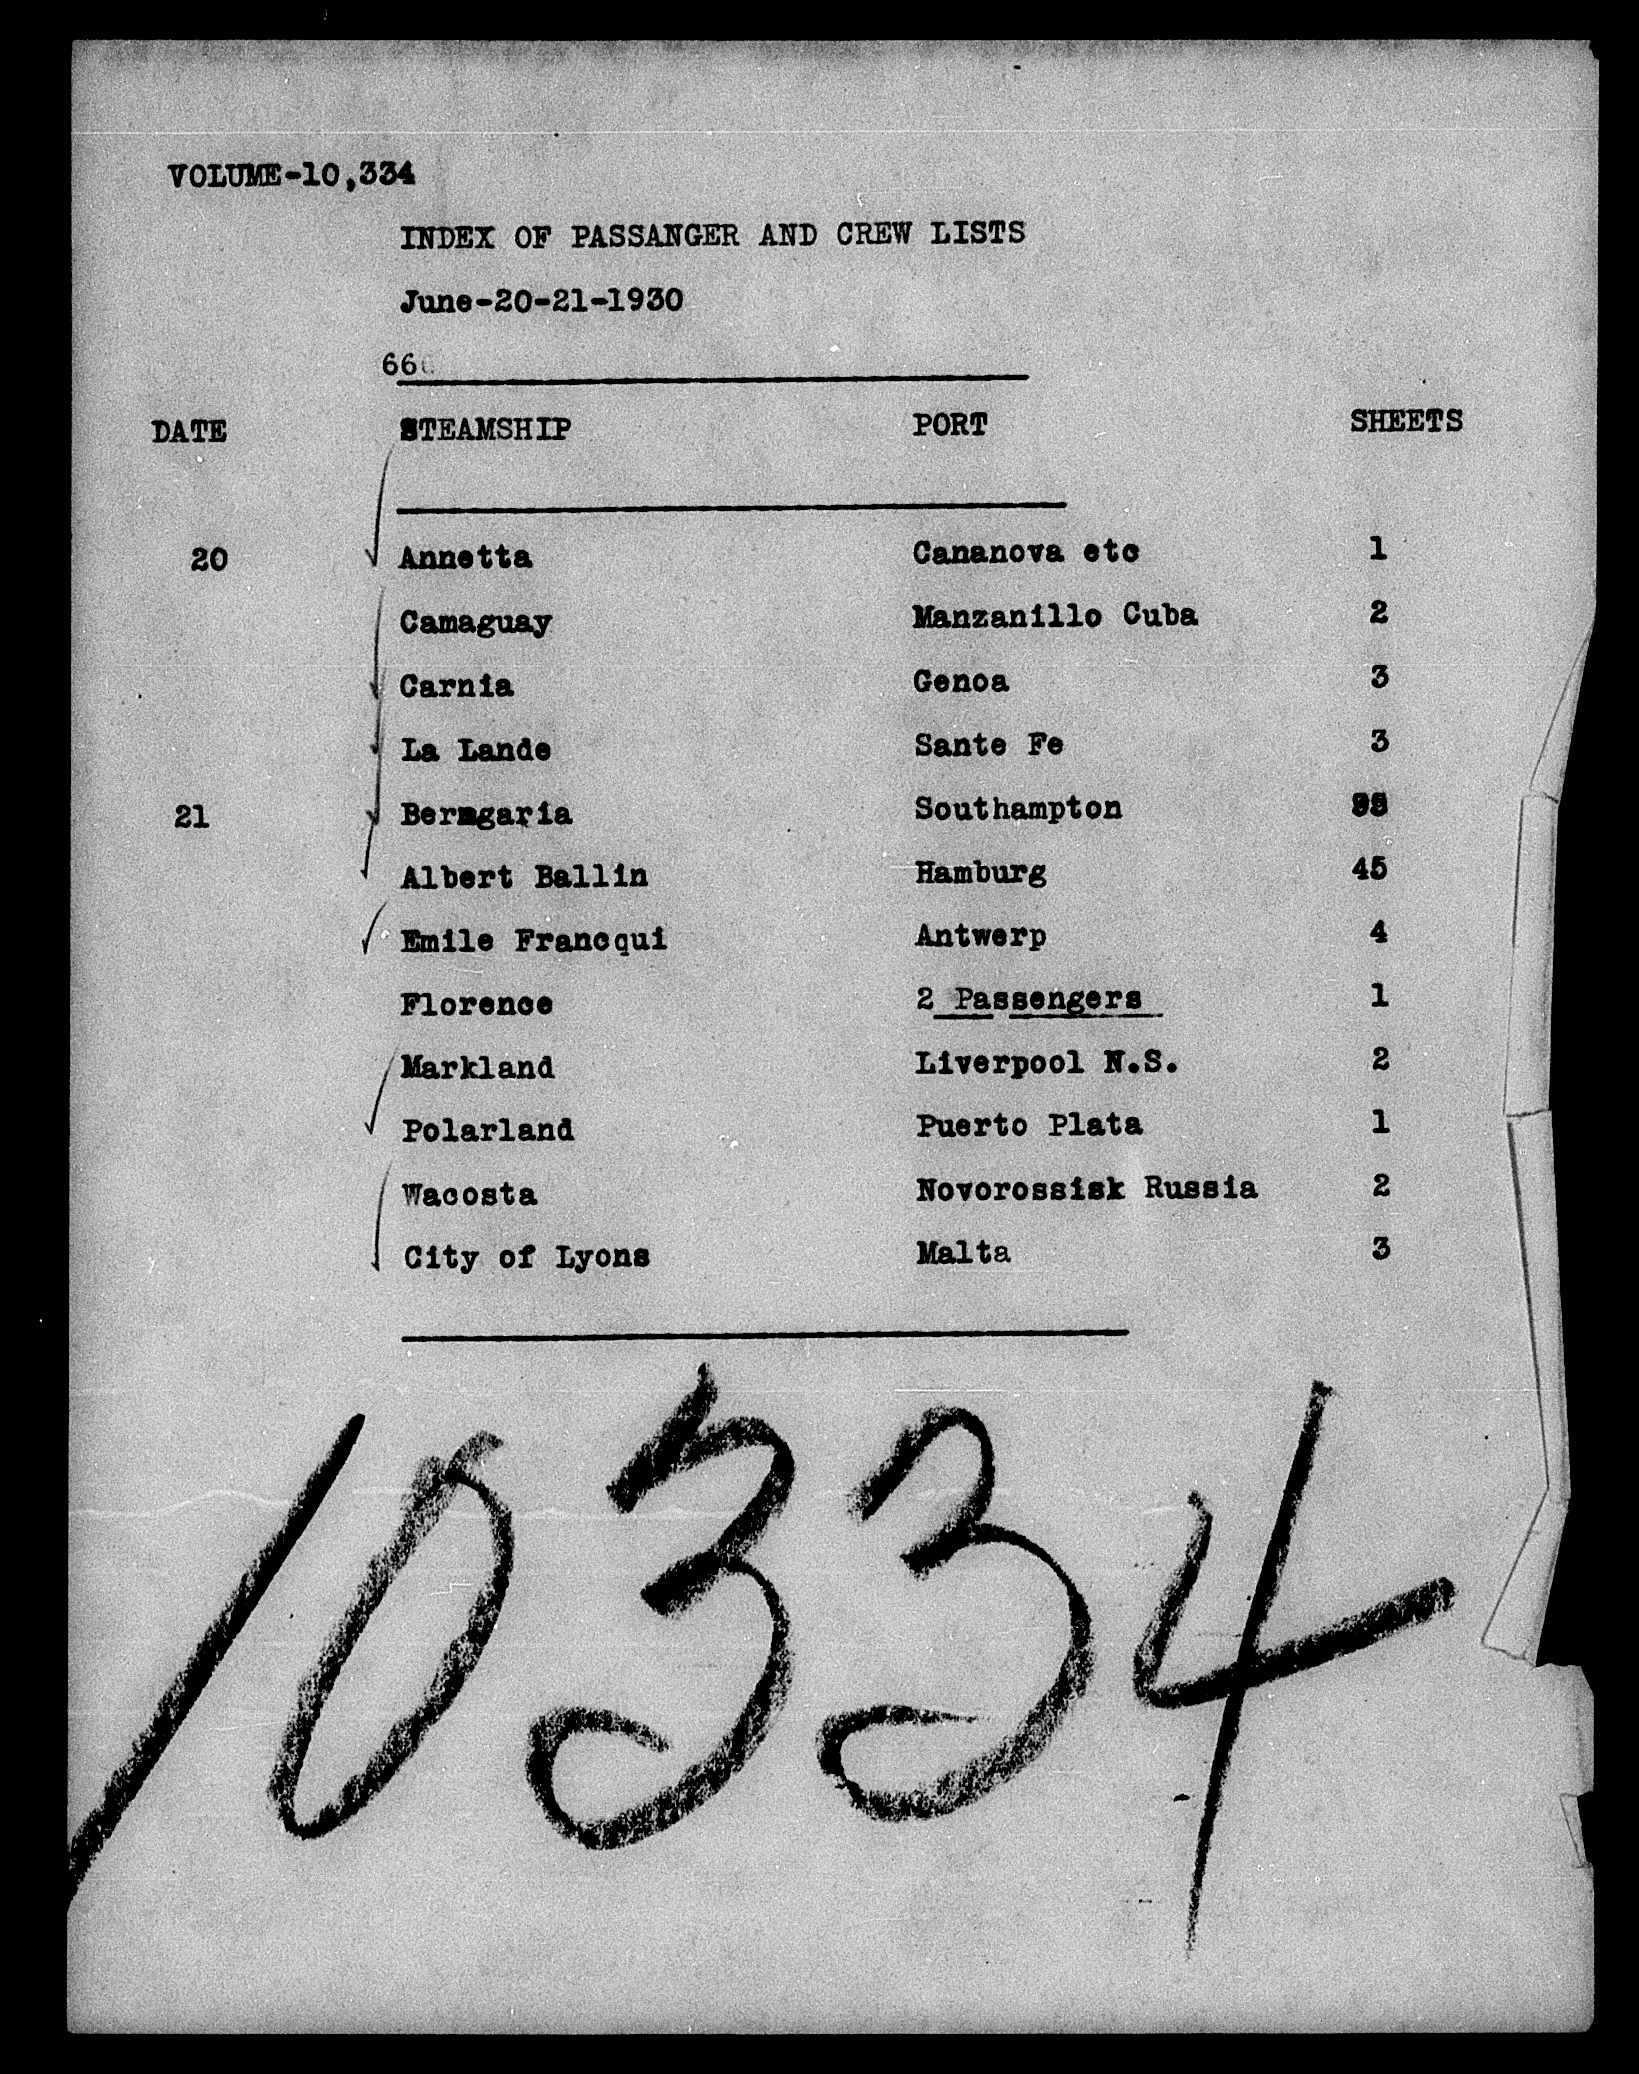 VOLUME-10,334
INDEX OF PASSANGER AND CREW LISTS
June-20-21-1930
66
DATE STEAMSHIP PORT SHEETS
20 Annetta Cananova etc 1
Camaguay Manzanillo Cuba 2
Carnia Genoa 3
La Lande Sante Fe 3
21 Beragaria Southampton
Albert Ballin Hamburg 45
Emile Francqui Antwerp 4
Florence 2 Passengers 1
Markland Liverpool N.S. 2
Polarland Puerto Plata 1
Wacosta Novorossisk Russia 2
City of Lyons Malta 3
10334